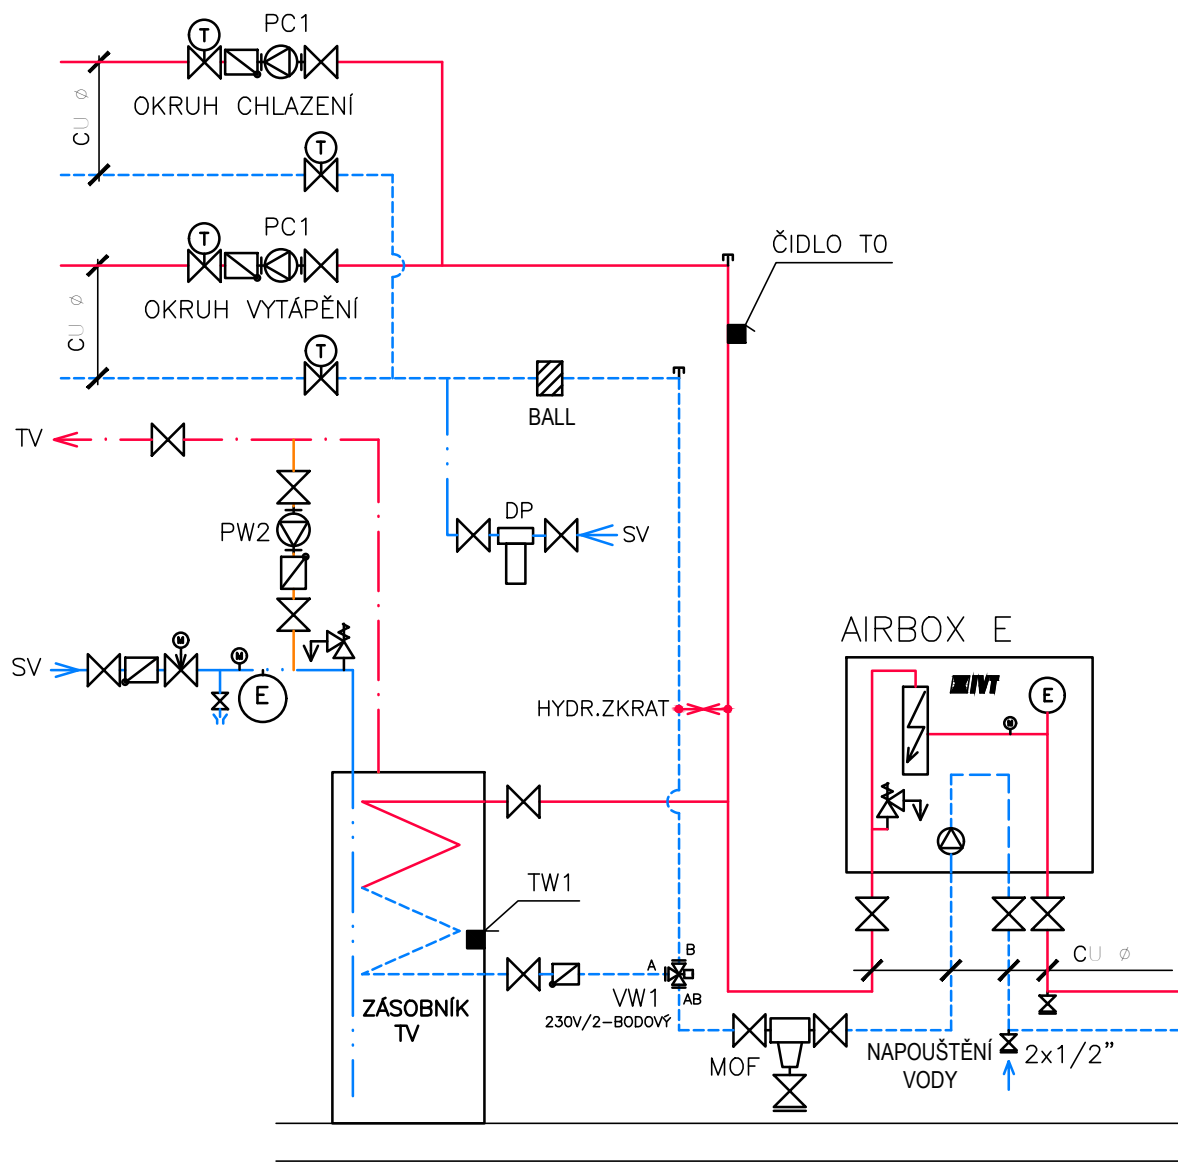 PC1
T
OKRUH CHLAZENÍ
CU ø
T
PC1
T
ČIDLO T0
OKRUH VYTÁPĚNÍ
CU ø
T
BALL
TV
DP
PW2
SV
AIRBOX E
M
M
SV
E
IVT
E
HYDR.ZKRAT
M
TW1
B
A
CU ø
VW1
AB
ZÁSOBNÍK
TV
230V/2-BODOVÝ
MOF
NAPOUŠTĚNÍ
VODY
2x1/2"